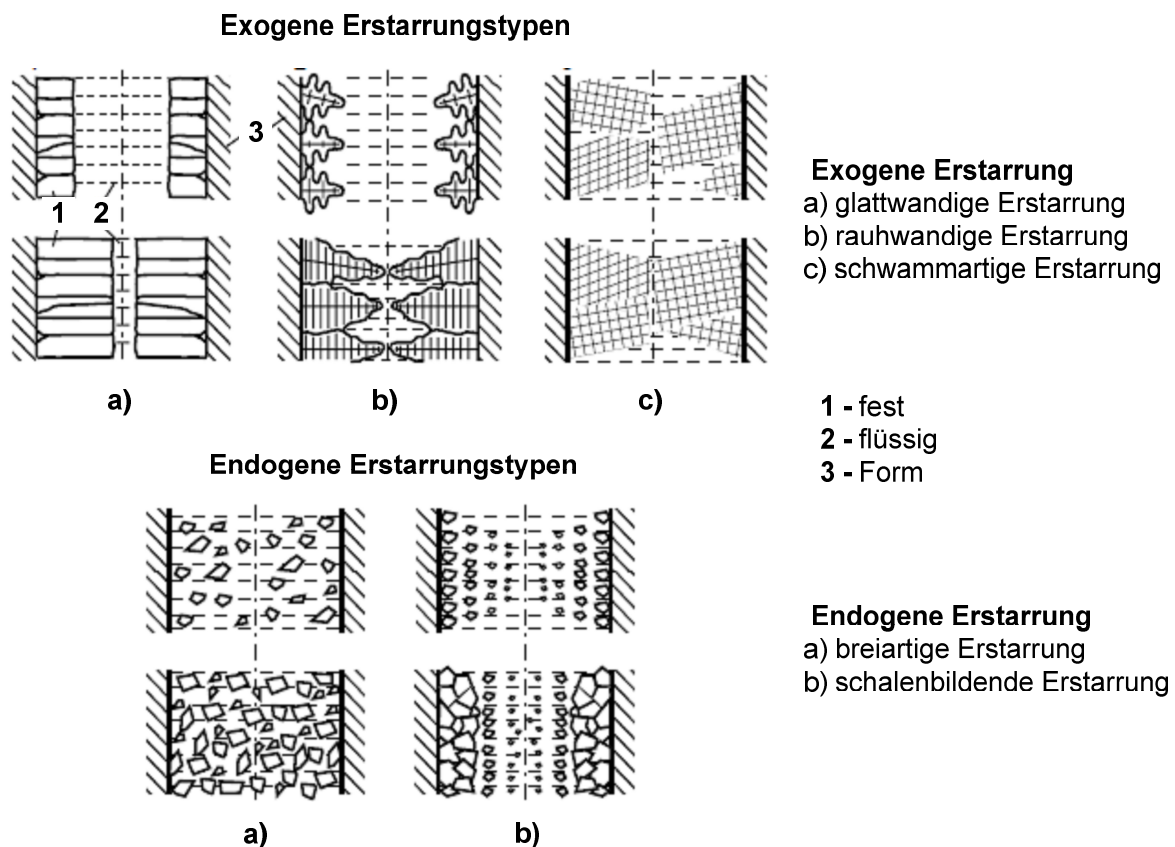 Exogene Erstarrungstypen
3
1
2
a)
b)
c)
Exogene Erstarrung
a) glattwandige Erstarrung
b) rauhwandige Erstarrung
c) schwammartige Erstarrung
1 - fest
2 - flüssig
3 - Form
Endogene Erstarrungstypen
a)
b)
Endogene Erstarrung
a) breiartige Erstarrung
b) schalenbildende Erstarrung